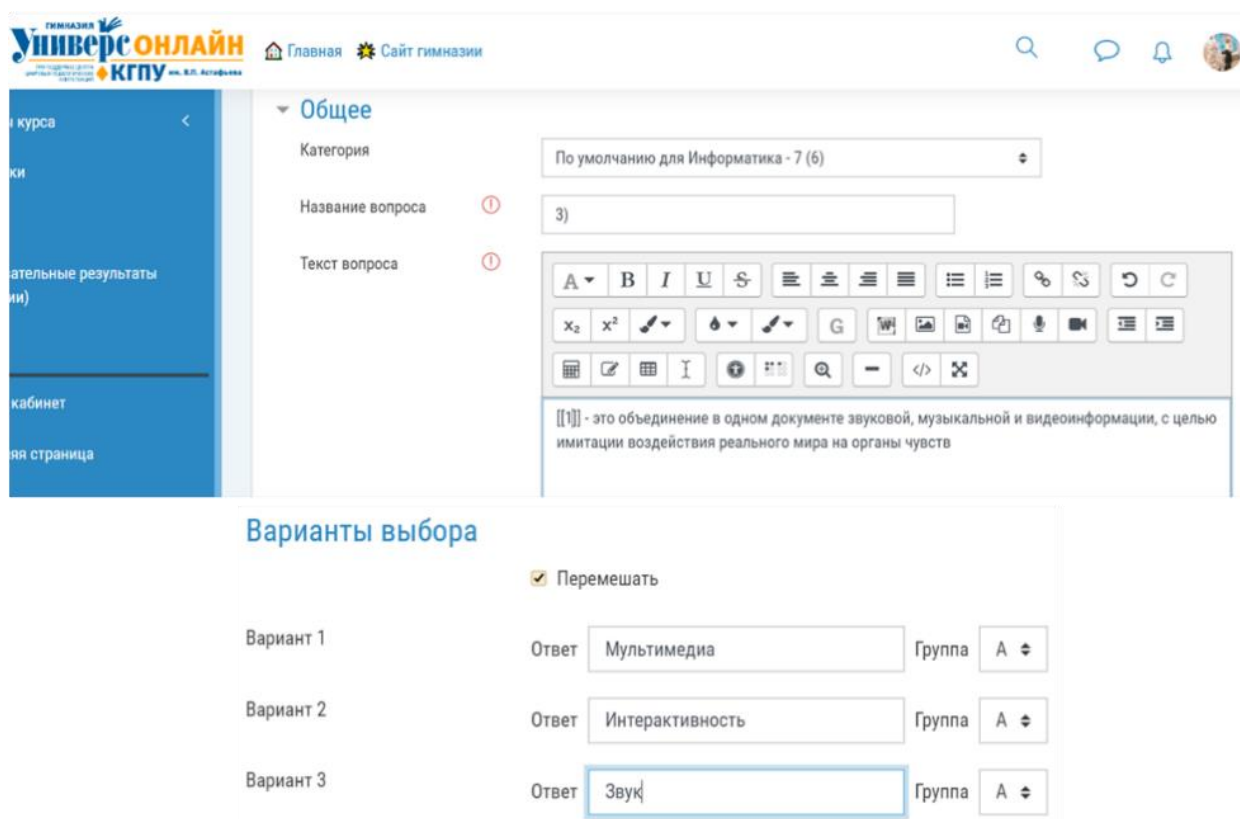 ГИМНАЗИЯ
Универс ОНЛАЙН
КГПУ им. В.П. Астафьева
Главная Сайт гимназии
ы курса
ки
ательные результаты
ии)
кабинет
яя страница
Общее
Категория
По умолчанию для Информатика - 7 (6)
Название вопроса
3)
Текст вопроса
[[1]] - это объединение в одном документе звуковой, музыкальной и видеоинформации, с целью
имитации воздействия реального мира на органы чувств
Варианты выбора
Перемешать
Вариант 1 Ответ Мультимедиа Группа A
Вариант 2 Ответ Интерактивность Группа A
Вариант 3 Ответ Звук Группа A